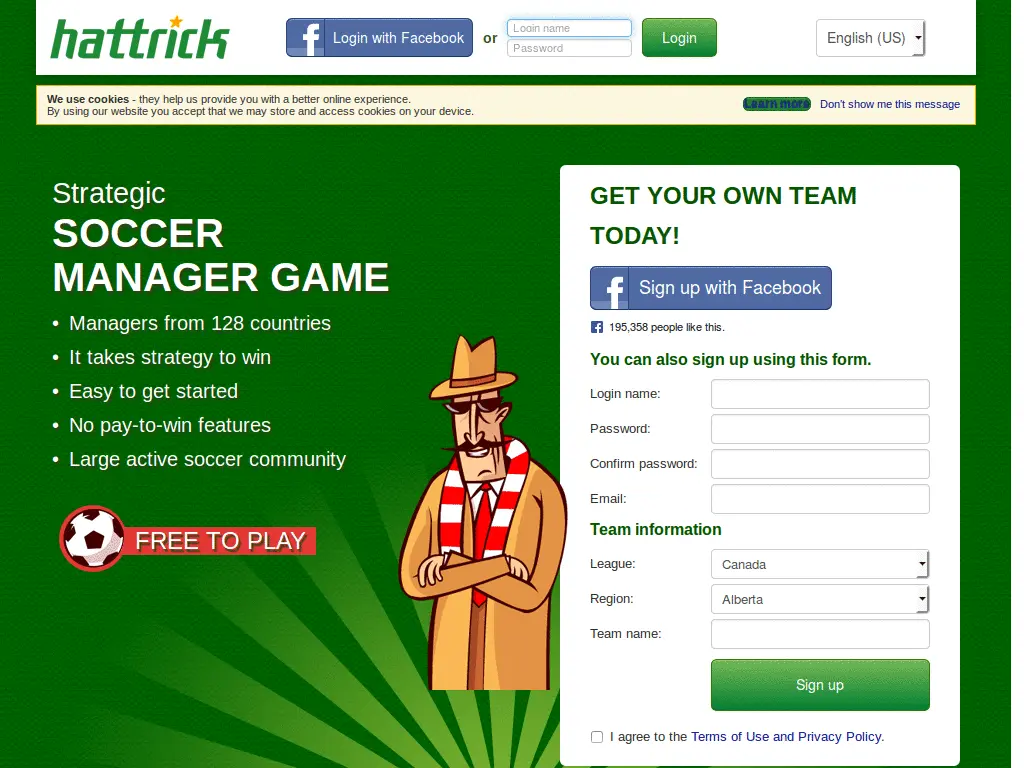 hattrick
f Login with Facebook
or
Login name
Password
Login
English (US)
We use cookies - they help us provide you with a better online experience.
By using our website you accept that we may store and access cookies on your device.
Learn more
Don't show me this message
Strategic
SOCCER
MANAGER GAME
• Managers from 128 countries
• It takes strategy to win
• Easy to get started
• No pay-to-win features
• Large active soccer community
FREE TO PLAY
GET YOUR OWN TEAM
TODAY!
f Sign up with Facebook
f 195,358 people like this.
You can also sign up using this form.
Login name:
Password:
Confirm password:
Email:
Team information
League: Canada
Region: Alberta
Team name:
Sign up
I agree to the Terms of Use and Privacy Policy.